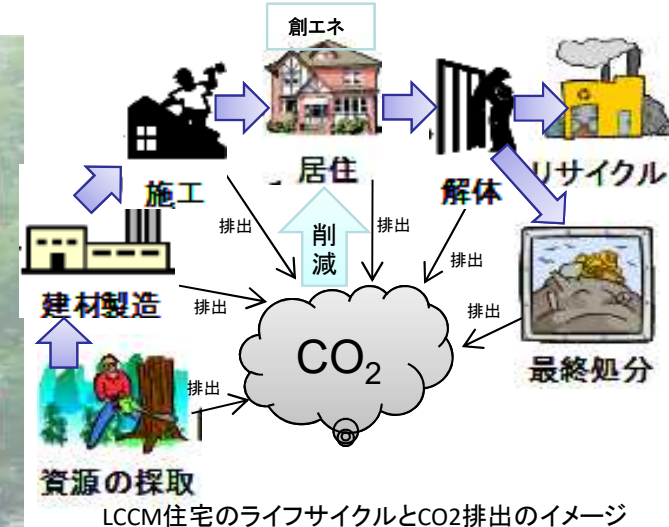 創エネ
施工
居住
解体
リサイクル
排出
削減
排出
排出
建材製造
排出
排出
CO2
最終処分
排出
資源の採取
LCCM住宅のライフサイクルとCO2排出のイメージ